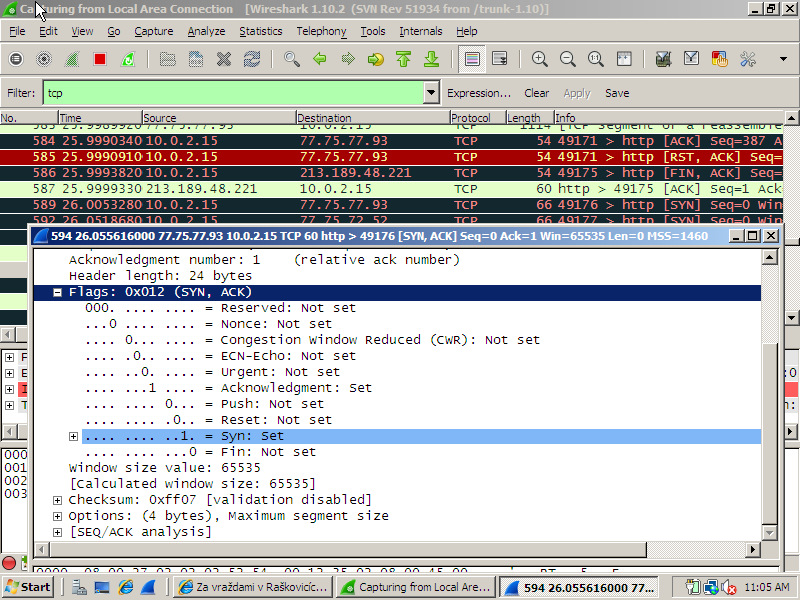 Capturing from Local Area Connection [Wireshark 1.10.2 (SVN Rev 51934 from /trunk-1.10)]
File Edit View Go Capture Analyze Statistics Telephony Tools Internals Help
Filter: tcp Expression... Clear Apply Save
No. Time Source Destination Protocol Length Info
583 25.9989920 77.75.77.93 10.0.2.15 TCP 1114 [TCP segment of a reassemble
584 25.9990340 10.0.2.15 77.75.77.93 TCP 54 49171 > http [ACK] Seq=387 A
585 25.9990910 10.0.2.15 77.75.77.93 TCP 54 49171 > http [RST, ACK] Seq=
586 25.9993820 10.0.2.15 213.189.48.221 TCP 54 49175 > http [FIN, ACK] Seq=
587 25.9999330 213.189.48.221 10.0.2.15 TCP 60 http > 49175 [ACK] Seq=1 Ack
589 26.0053280 10.0.2.15 77.75.77.93 TCP 66 49176 > http [SYN] Seq=0 Win
592 26.0518680 10.0.2.15 77.75.72.52 TCP 66 49177 > http [SYN] Seq=0 Win
594 26.055616000 77.75.77.93 10.0.2.15 TCP 60 http > 49176 [SYN, ACK] Seq=0 Ack=1 Win=65535 Len=0 MSS=1460
Acknowledgment number: 1 (relative ack number)
Header length: 24 bytes
Flags: 0x012 (SYN, ACK)
000. .... .... = Reserved: Not set
...0 .... .... = Nonce: Not set
.... 0... .... = Congestion Window Reduced (CWR): Not set
.... .0.. .... = ECN-Echo: Not set
.... ..0. .... = Urgent: Not set
.... ...1 .... = Acknowledgment: Set
.... .... 0... = Push: Not set
.... .... .0.. = Reset: Not set
.... .... ..1. = Syn: Set
.... .... ...0 = Fin: Not set
Window size value: 65535
[Calculated window size: 65535]
Checksum: 0xff07 [validation disabled]
Options: (4 bytes), Maximum segment size
[SEQ/ACK analysis]
000
001
002
003
Start Za vraždami v Raškovicíc... Capturing from Local Are... 594 26.055616000 77... 11:05 AM